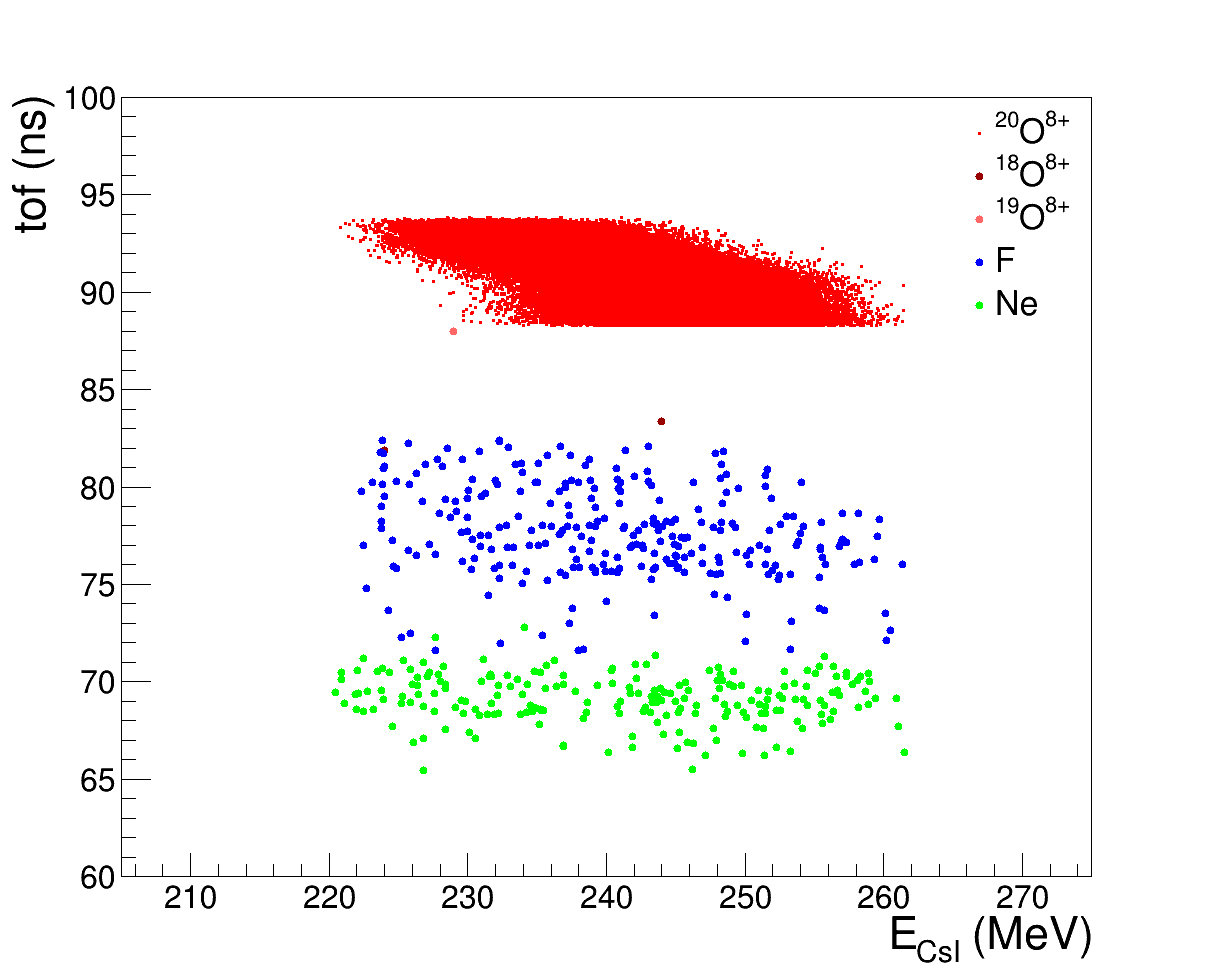 tof (ns)
100
95
90
85
80
75
70
65
60
²⁰O⁸⁺
¹⁸O⁸⁺
¹⁹O⁸⁺
F
Ne
210 220 230 240 250 260 270
E_CsI (MeV)